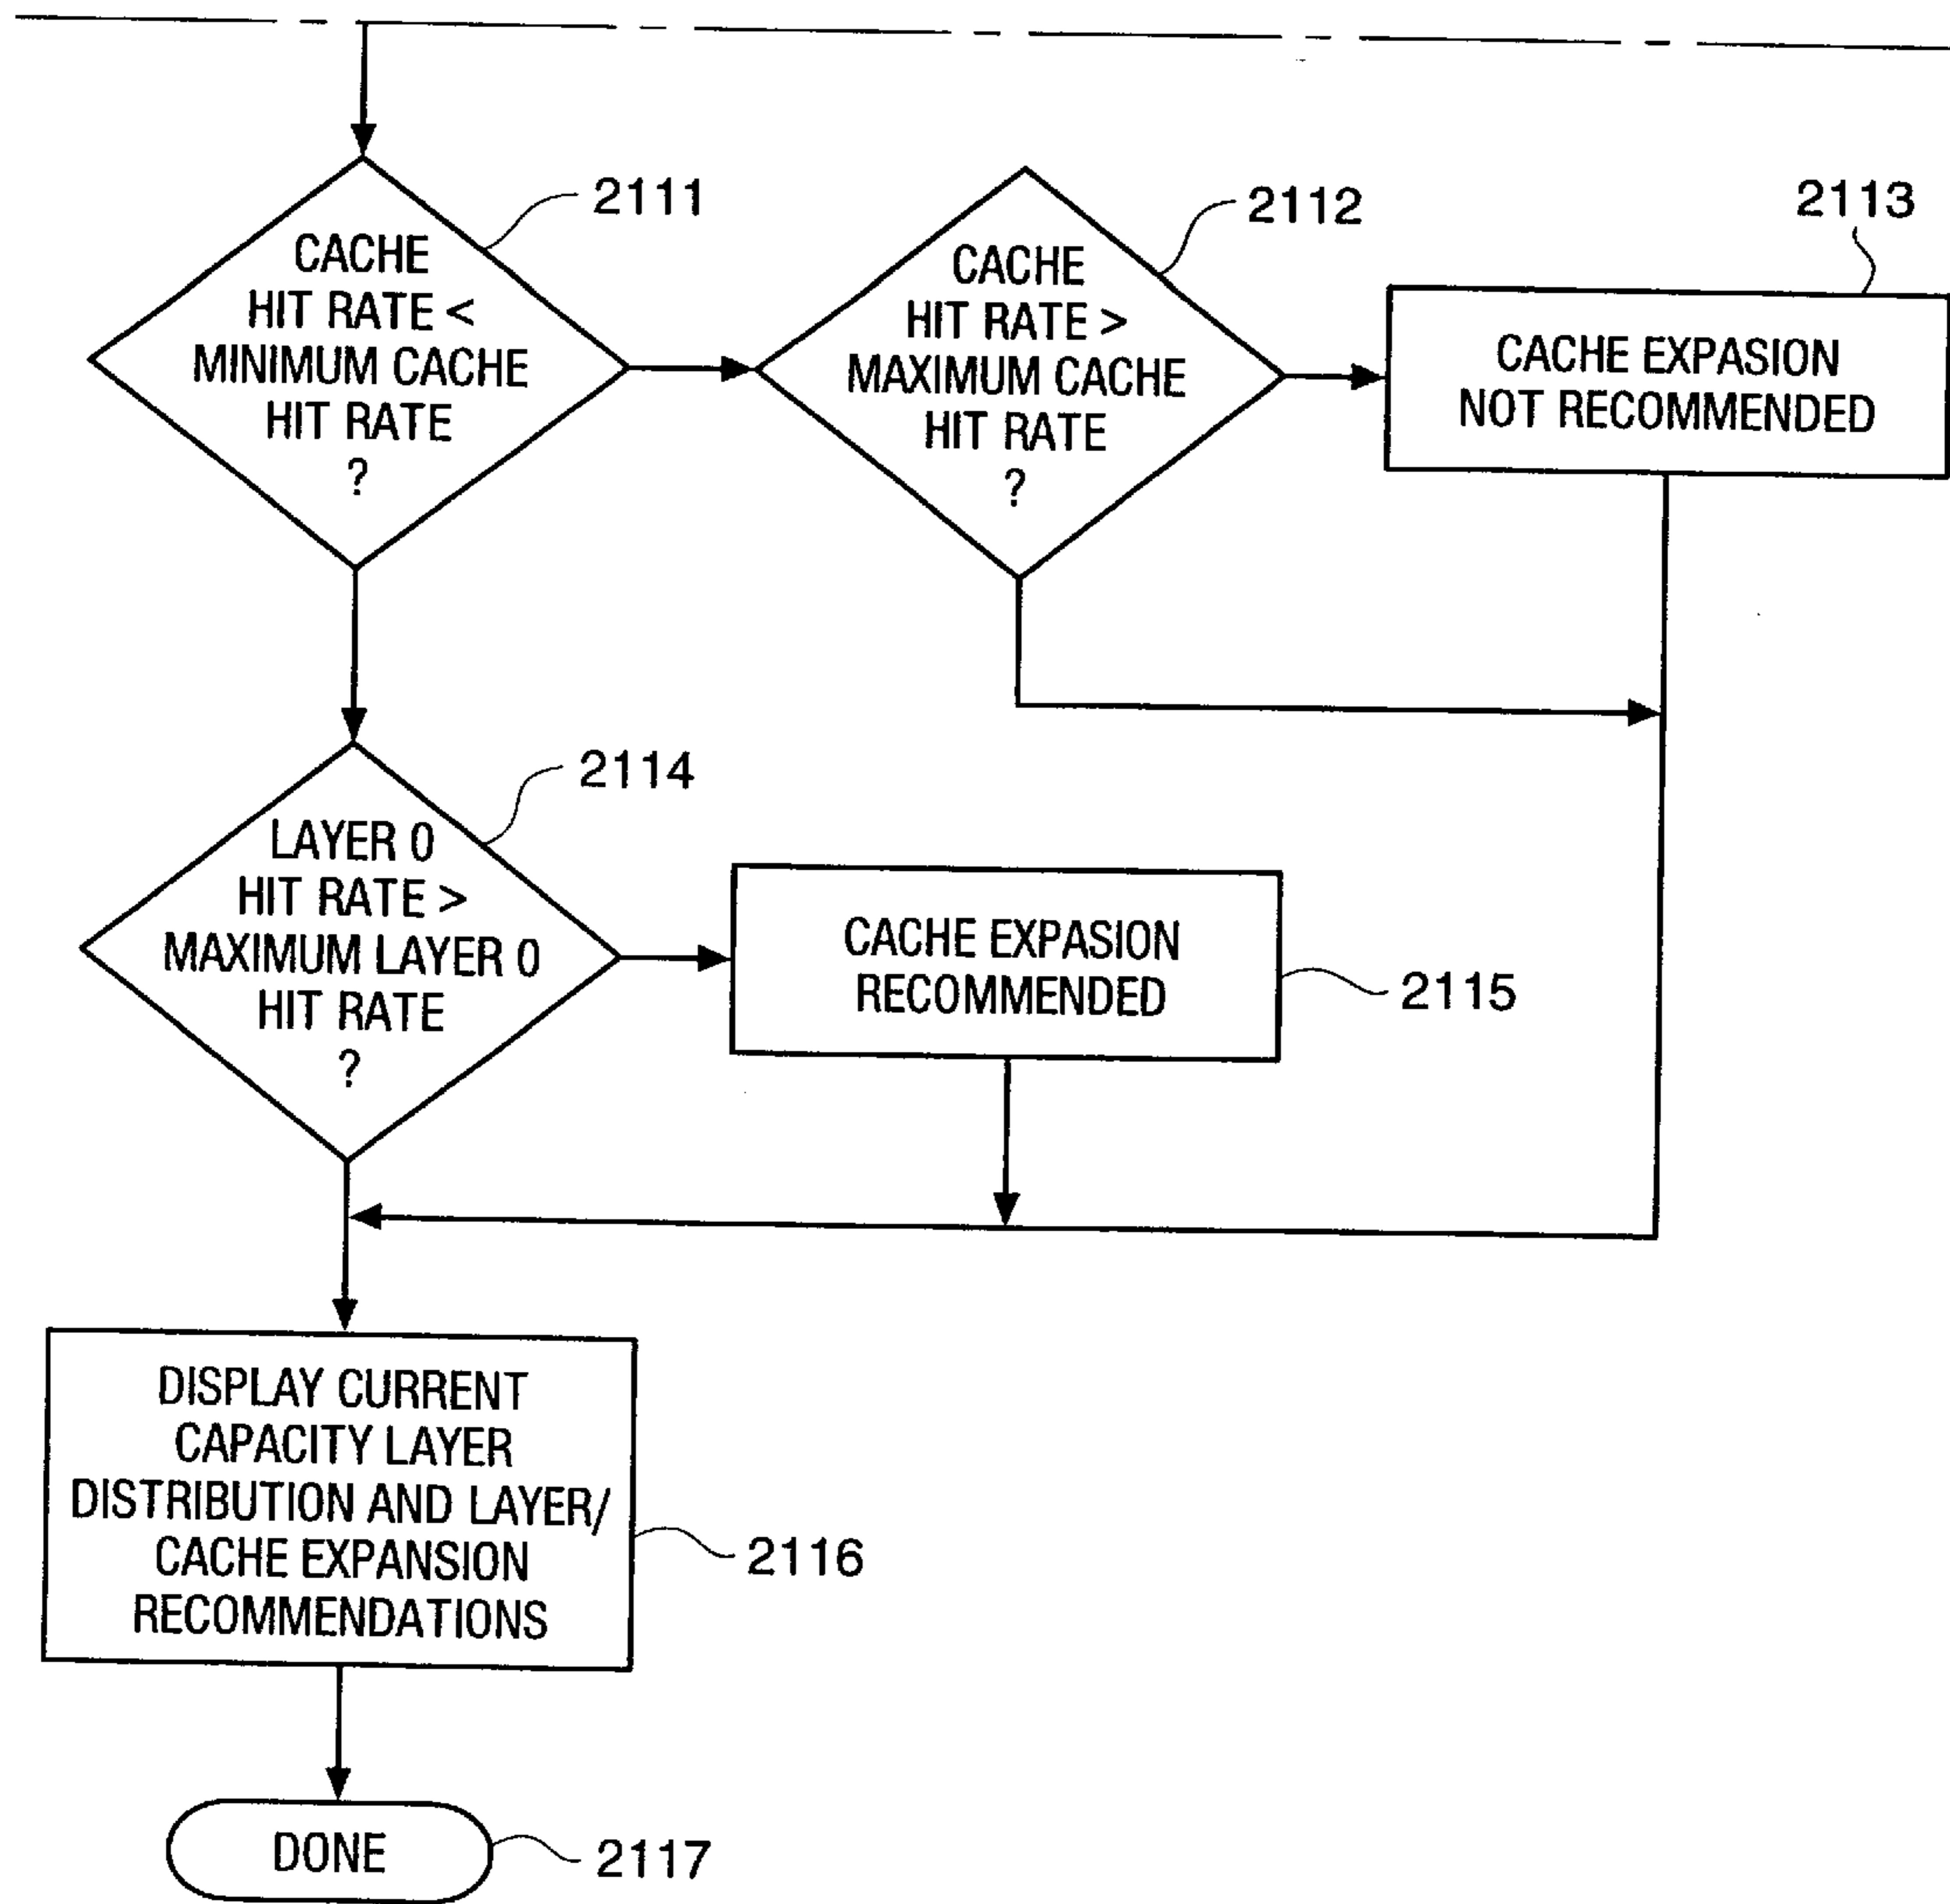 2111
CACHE
HIT RATE <
MINIMUM CACHE
HIT RATE
?
2112
CACHE
HIT RATE >
MAXIMUM CACHE
HIT RATE
?
2113
CACHE EXPASION
NOT RECOMMENDED
2114
LAYER 0
HIT RATE >
MAXIMUM LAYER 0
HIT RATE
?
CACHE EXPASION
RECOMMENDED
2115
DISPLAY CURRENT
CAPACITY LAYER
DISTRIBUTION AND LAYER/
CACHE EXPANSION
RECOMMENDATIONS
2116
DONE
2117